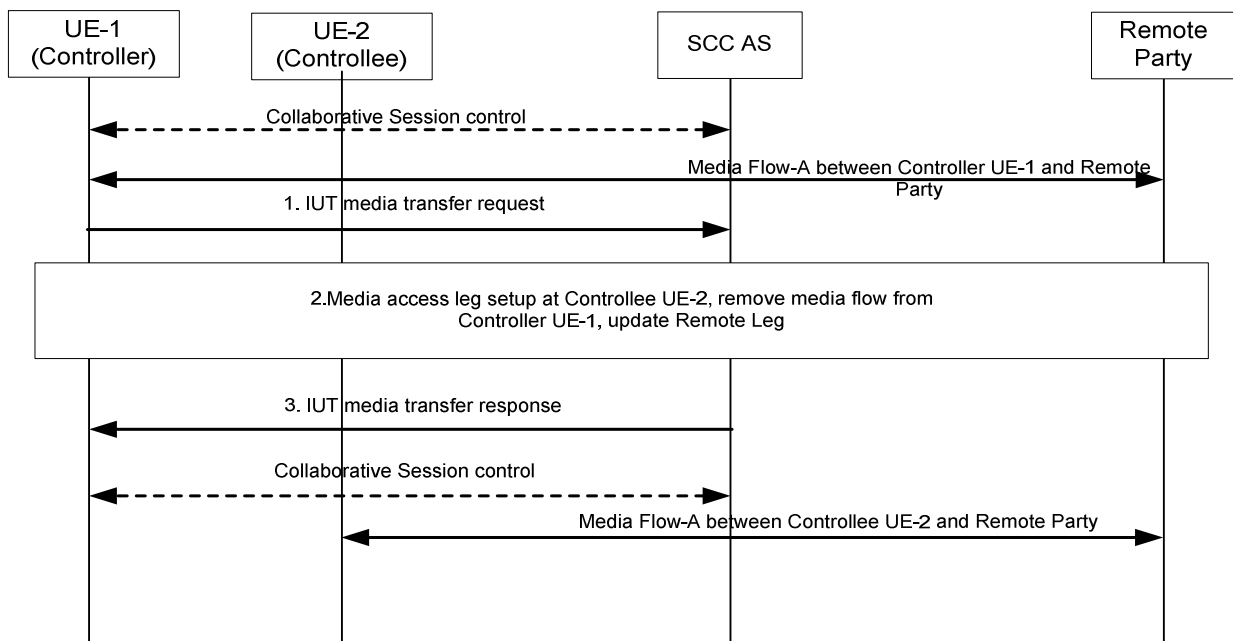 UE-1
(Controller)
UE-2
(Controllee)
SCC AS
Remote
Party
Collaborative Session control
Media Flow-A between Controller UE-1 and Remote
Party
1. IUT media transfer request
2.Media access leg setup at Controllee UE-2, remove media flow from
Controller UE-1, update Remote Leg
3. IUT media transfer response
Collaborative Session control
Media Flow-A between Controllee UE-2 and Remote Party